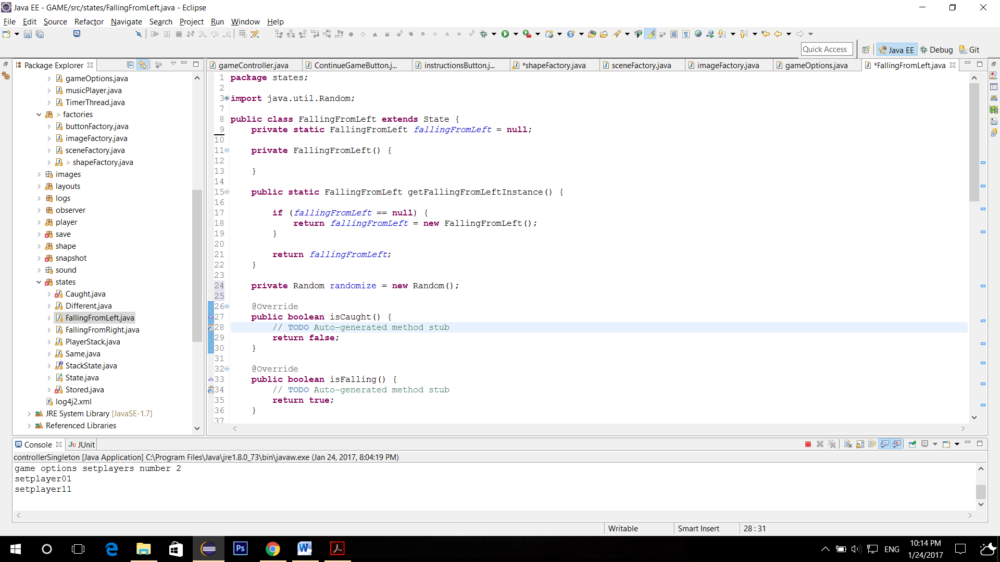 Java EE - GAME/src/states/FallingFromLeft.java - Eclipse
File Edit Source Refactor Navigate Search Project Run Window Help
Quick Access Java EE Debug Git
Package Explorer
gameOptions.java
musicPlayer.java
TimerThread.java
> factories
buttonFactory.java
imageFactory.java
sceneFactory.java
> shapeFactory.java
images
layouts
logs
observer
player
save
shape
snapshot
sound
states
Caught.java
Different.java
FallingFromLeft.java
FallingFromRight.java
PlayerStack.java
Same.java
StackState.java
State.java
Stored.java
log4j2.xml
JRE System Library [JavaSE-1.7]
Referenced Libraries
gameController.java ContinueGameButton.j... instructionsButton.j... *shapeFactory.java sceneFactory.java imageFactory.java gameOptions.java *FallingFromLeft.java
1 package states;
2
3 import java.util.Random;
7
8 public class FallingFromLeft extends State {
9 private static FallingFromLeft fallingFromLeft = null;
10
11 private FallingFromLeft() {
12
13 }
14
15 public static FallingFromLeft getFallingFromLeftInstance() {
16
17 if (fallingFromLeft == null) {
18 return fallingFromLeft = new FallingFromLeft();
19 }
20
21 return fallingFromLeft;
22 }
23
24 private Random randomize = new Random();
25
26 @Override
27 public boolean isCaught() {
28 // TODO Auto-generated method stub
29 return false;
30 }
31
32 @Override
33 public boolean isFalling() {
34 // TODO Auto-generated method stub
35 return true;
36 }
37
Console JUnit
controllerSingleton [Java Application] C:\Program Files\Java\jre1.8.0_73\bin\javaw.exe (Jan 24, 2017, 8:04:19 PM)
game options setplayers number 2
setplayer01
setplayer11
Writable Smart Insert 28 : 31
ENG
10:14 PM
1/24/2017